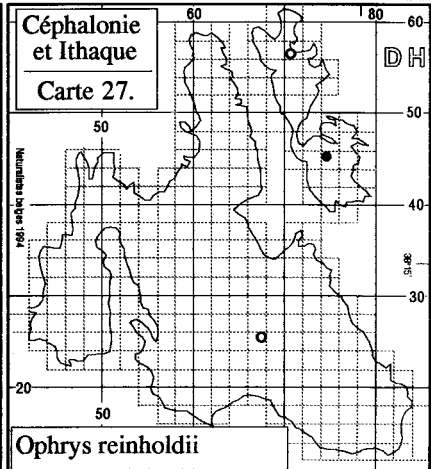 Céphalonie
et Ithaque
Carte 27.
60
80
60
DH
50
50
Naturalistes belges 1994
40
38°15'
30
20
50
Ophrys reinholdii